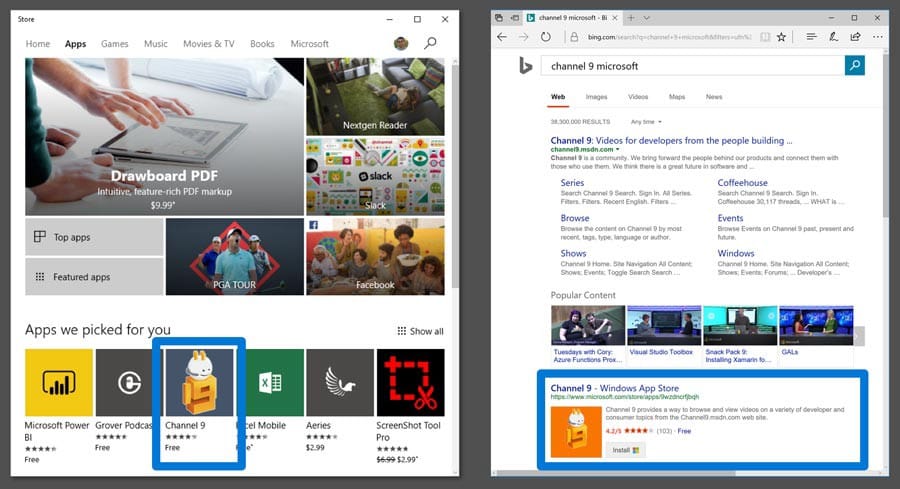 Store
Home Apps Games Music Movies & TV Books Microsoft
Drawboard PDF
Intuitive, feature-rich PDF markup
$9.99*
Nextgen Reader
slack
Slack
Top apps
Featured apps
PGA TOUR
Facebook
Apps we picked for you
Show all
Microsoft Power BI
Free
Grover Podcast
Free
9
Channel 9
Free
Excel Mobile
Free
Aeries
$2.99
ScreenShot Tool Pro
$6.99 $2.99*
channel 9 microsoft - Bi
bing.com/search?q=channel+9+microsoft&filters=ufn%
channel 9 microsoft
Web Images Videos Maps News
38,300,000 RESULTS Any time
Channel 9: Videos for developers from the people building ...
channel9.msdn.com
Channel 9 is a community. We bring forward the people behind our products and connect them with
those who use them. We think there is a great future in software and ...
Series
Search Channel 9 Search. Sign In. All Series.
Filters. Filters. Recent English. Filters ...
Coffeehouse
Search Channel 9 Search. Sign In.
Coffeehouse 30,117 threads, ... WHAT is ...
Browse
Browse the content on Channel 9 by most
recent, tags, type, language or author.
Events
Browse Events on Channel 9 past, present and
future.
Shows
Channel 9 Home. Site Navigation All Content;
Shows; Events; Toggle Search Search ...
Windows
Channel 9 Home. Site Navigation All Content;
Shows; Events; Forums; ... Developer's ...
Popular Content
Tuesdays with Cory:
Azure Functions Prox...
Visual Studio Toolbox
Snack Pack 9:
Installing Xamarin fo...
GALs
Channel 9 - Windows App Store
https://www.microsoft.com/store/apps/9wzdncrfjbqh
Channel 9 provides a way to browse and view videos on a variety of developer and
consumer topics from the Channel9.msdn.com web site.
4.2/5 (103) · Free
Install
9